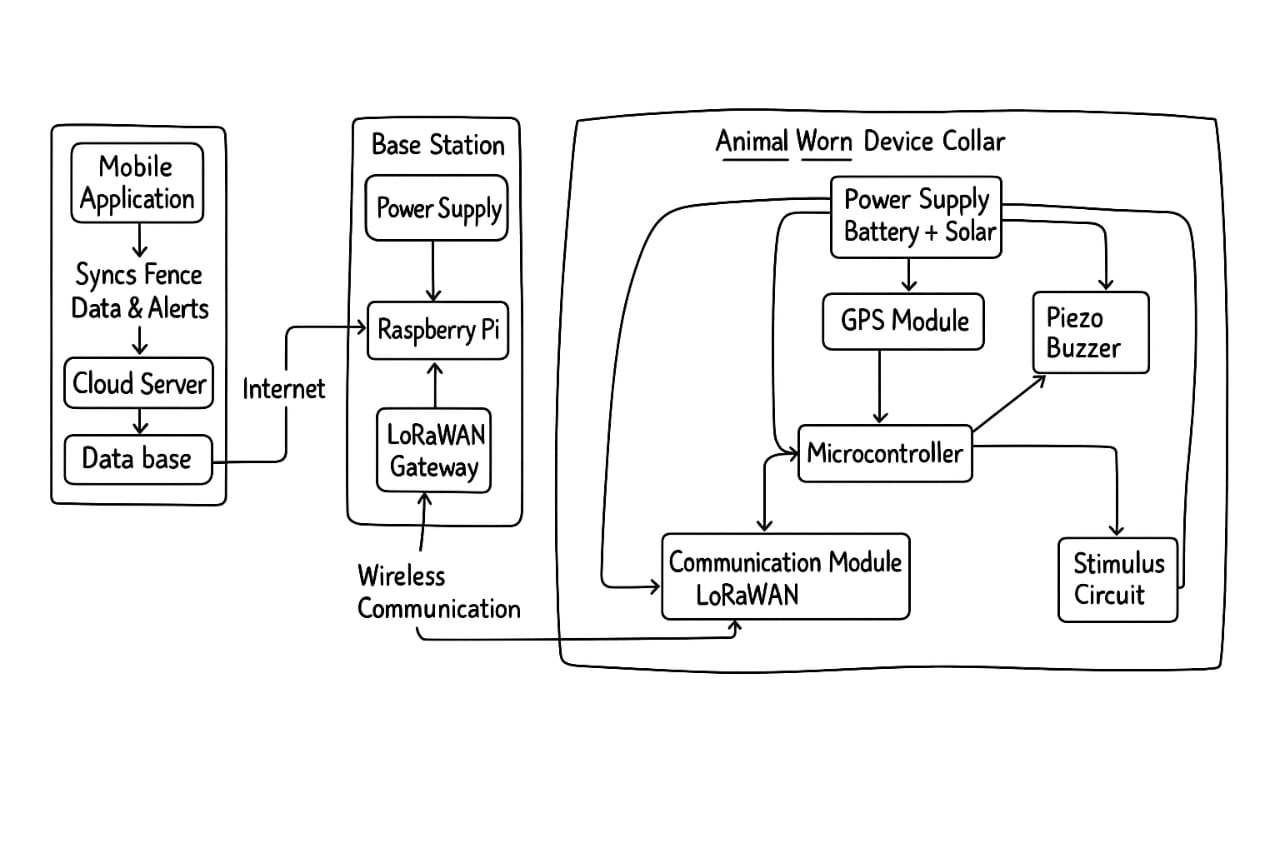 Mobile
Application
Syncs Fence
Data & Alerts
Cloud Server
Data base
Internet
Base Station
Power Supply
Raspberry Pi
LoRaWAN
Gateway
Wireless
Communication
Animal Worn Device Collar
Power Supply
Battery + Solar
GPS Module
Piezo
Buzzer
Microcontroller
Communication Module
LoRaWAN
Stimulus
Circuit